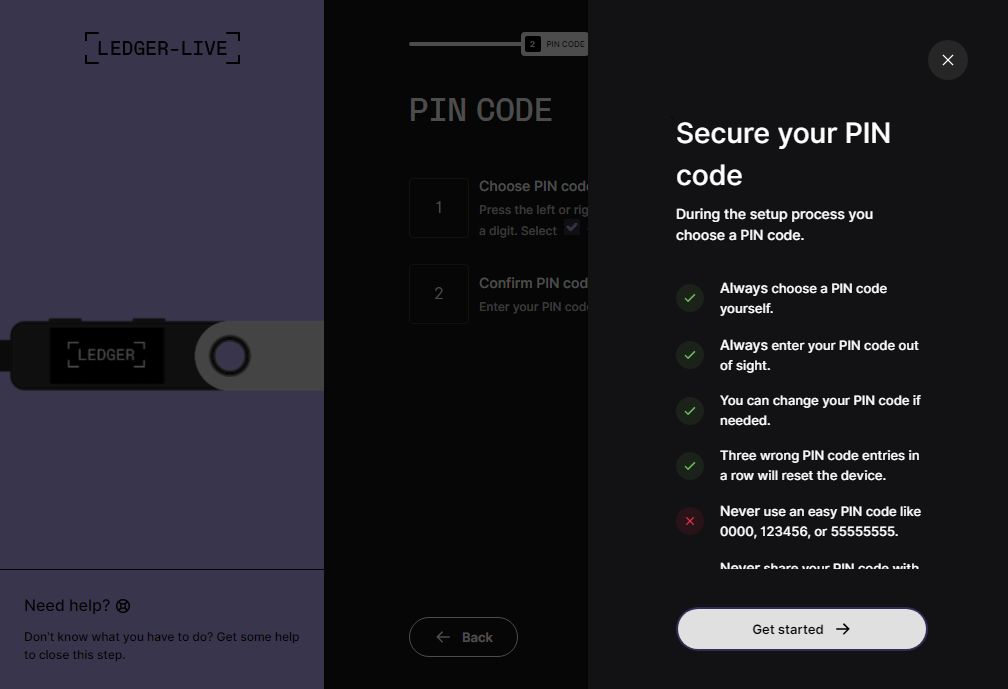 LEDGER-LIVE
LEDGER
Need help?
Don't know what you have to do? Get some help
to close this step.
2 PIN CODE
PIN CODE
1
Choose PIN code
Press the left or
a digit. Select
2
Confirm PIN
Enter your PIN code
Back
Secure your PIN
code
During the setup process you
choose a PIN code.
Always choose a PIN code
yourself.
Always enter your PIN code out
of sight.
You can change your PIN code if
needed.
Three wrong PIN code entries in
a row will reset the device.
Never use an easy PIN code like
0000, 123456, or 55555555.
Never share your PIN code with
Get started